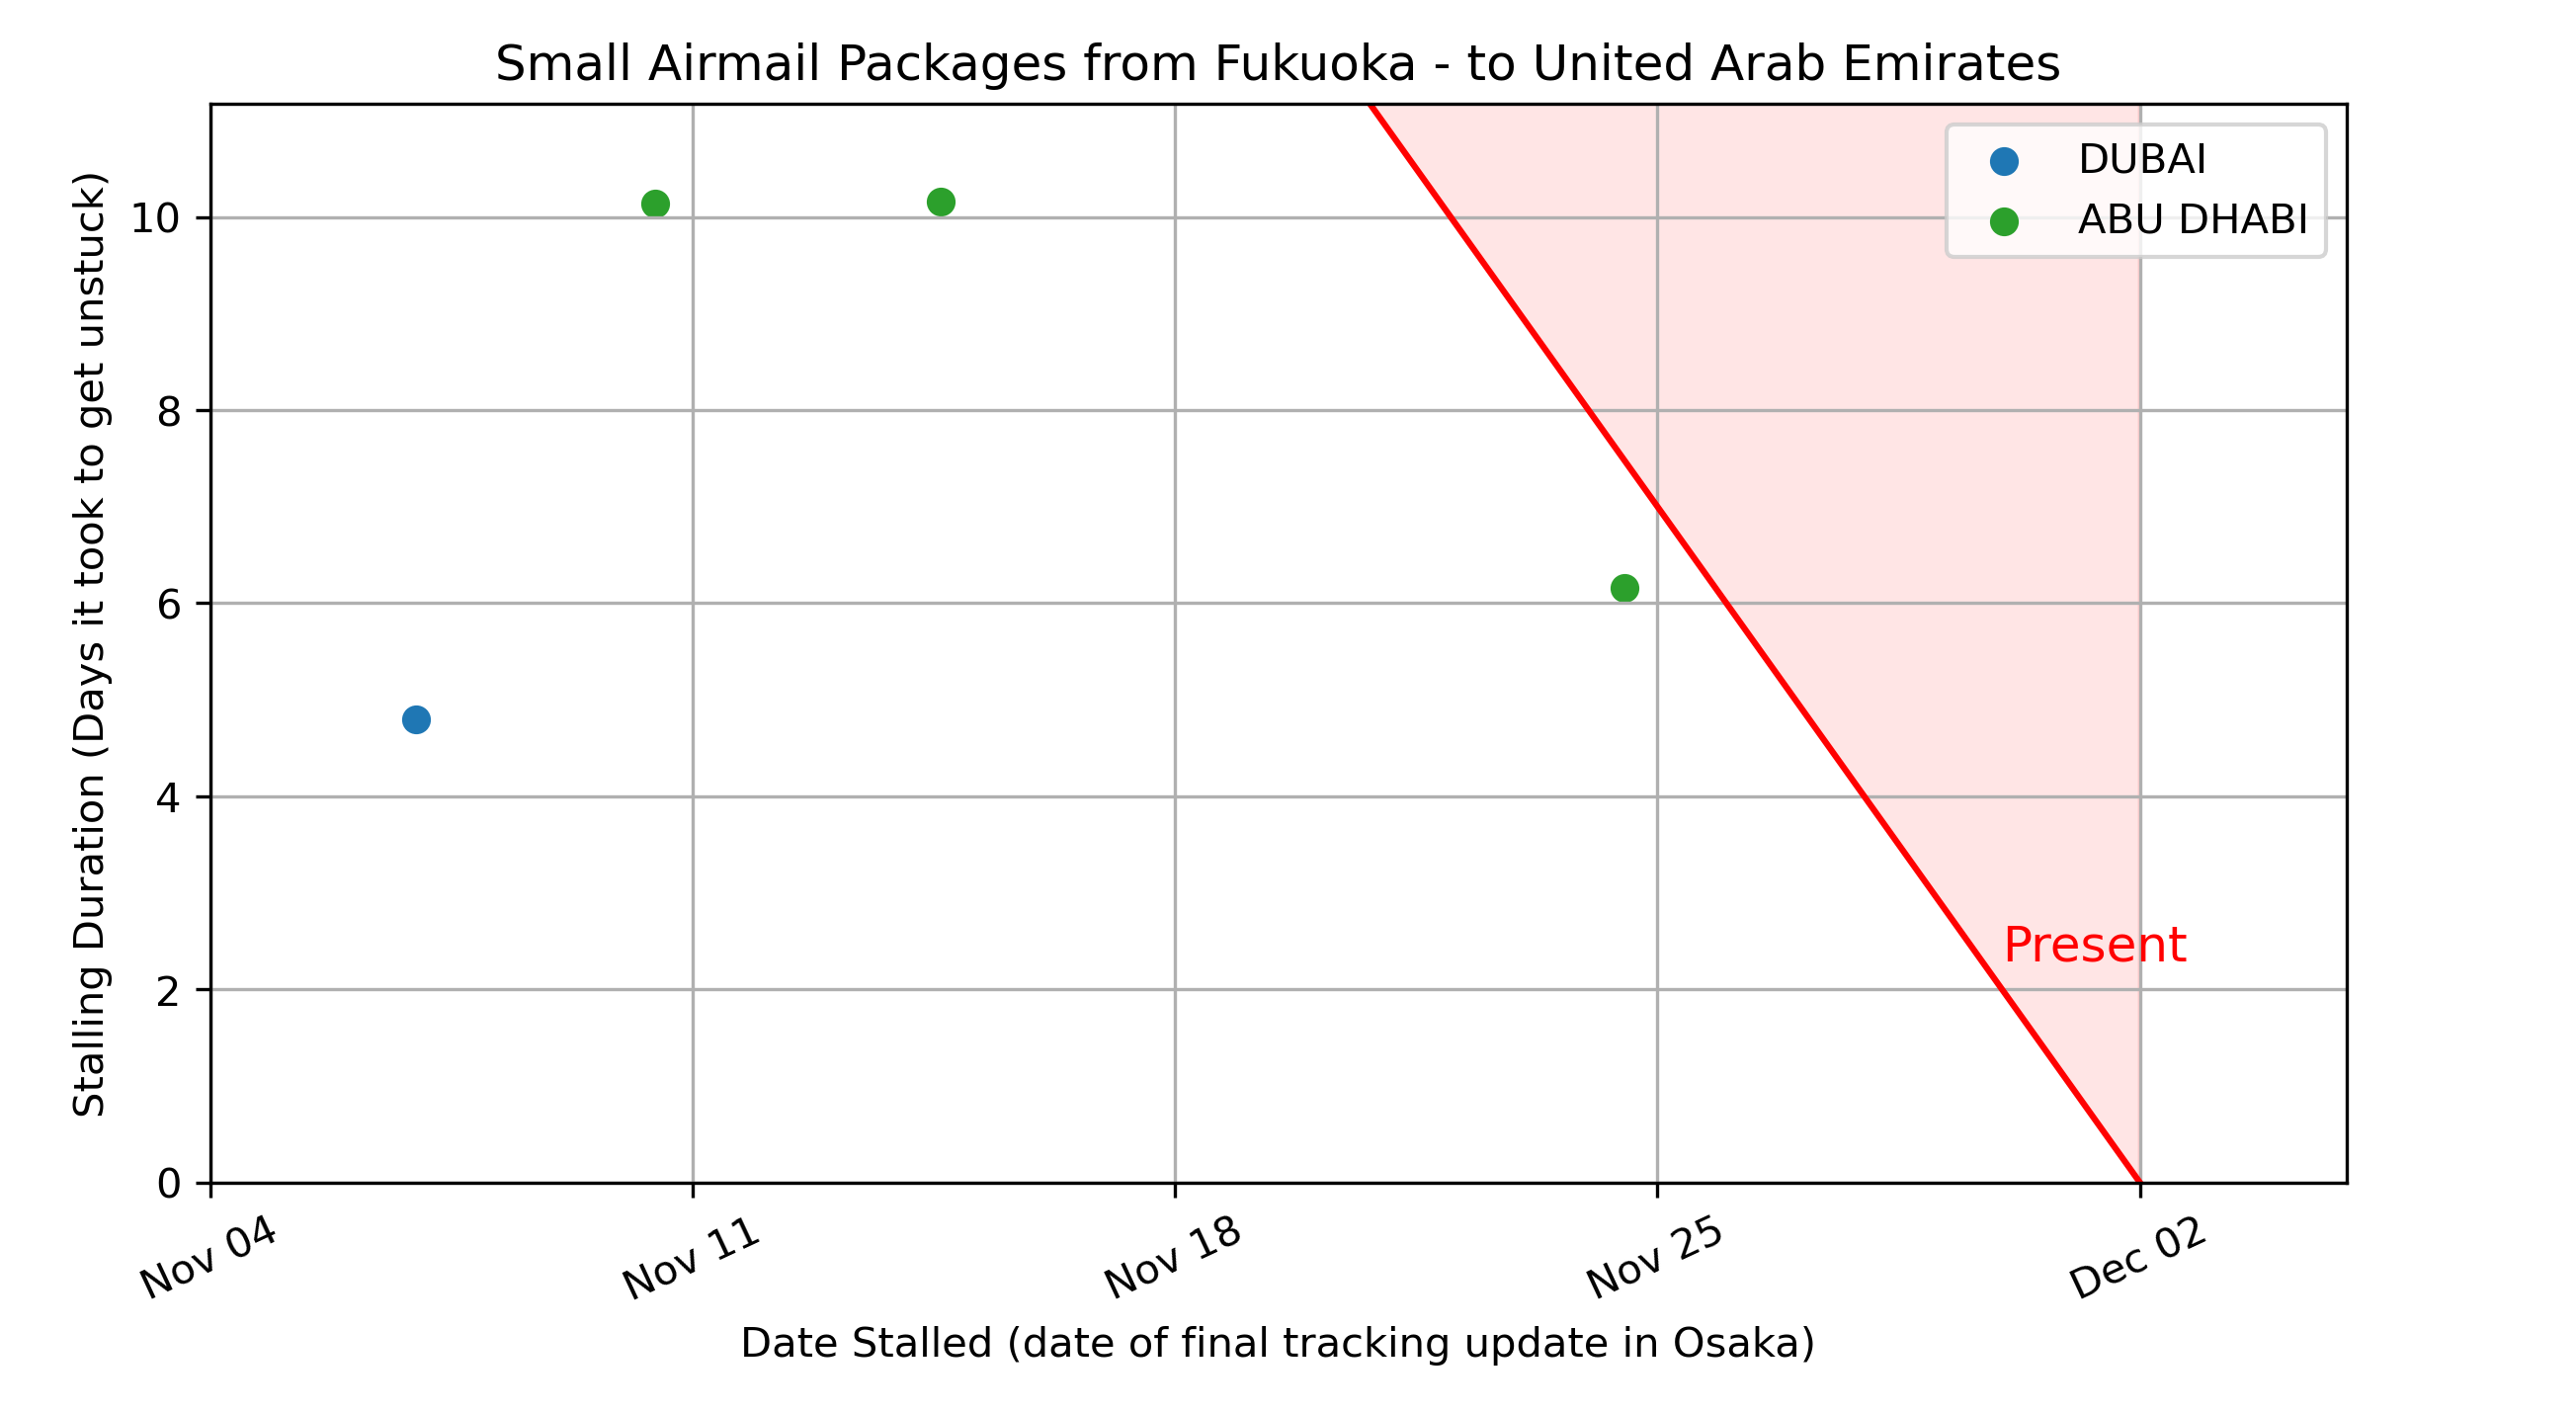 Small Airmail Packages from Fukuoka - to United Arab Emirates
Stalling Duration (Days it took to get unstuck)
10
8
6
4
2
0
DUBAI
ABU DHABI
Present
Nov 04
Nov 11
Nov 18
Nov 25
Dec 02
Date Stalled (date of final tracking update in Osaka)